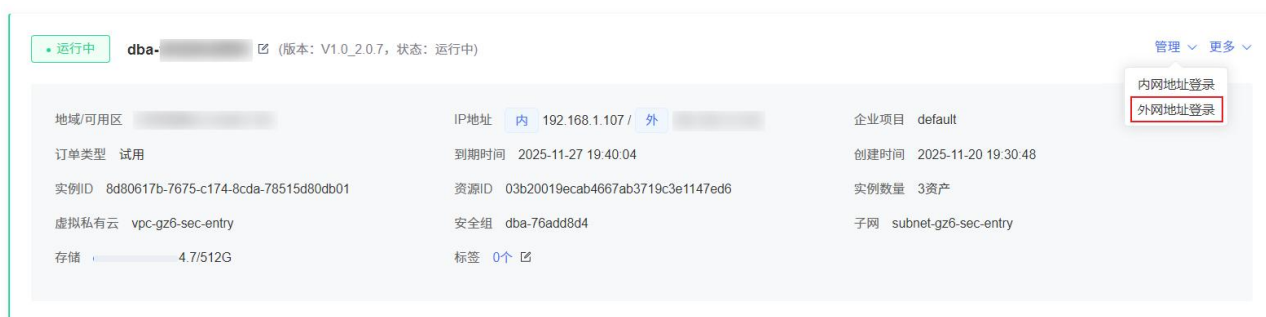 运行中 dba- (版本：V1.0_2.0.7，状态：运行中) 管理 更多
内网地址登录
外网地址登录
地域/可用区 IP地址 内 192.168.1.107 / 外 企业项目 default
订单类型 试用 到期时间 2025-11-27 19:40:04 创建时间 2025-11-20 19:30:48
实例ID 8d80617b-7675-c174-8cda-78515d80db01 资源ID 03b20019ecab4667ab3719c3e1147ed6 实例数量 3资产
虚拟私有云 vpc-gz6-sec-entry 安全组 dba-76add8d4 子网 subnet-gz6-sec-entry
存储 4.7/512G 标签 0个